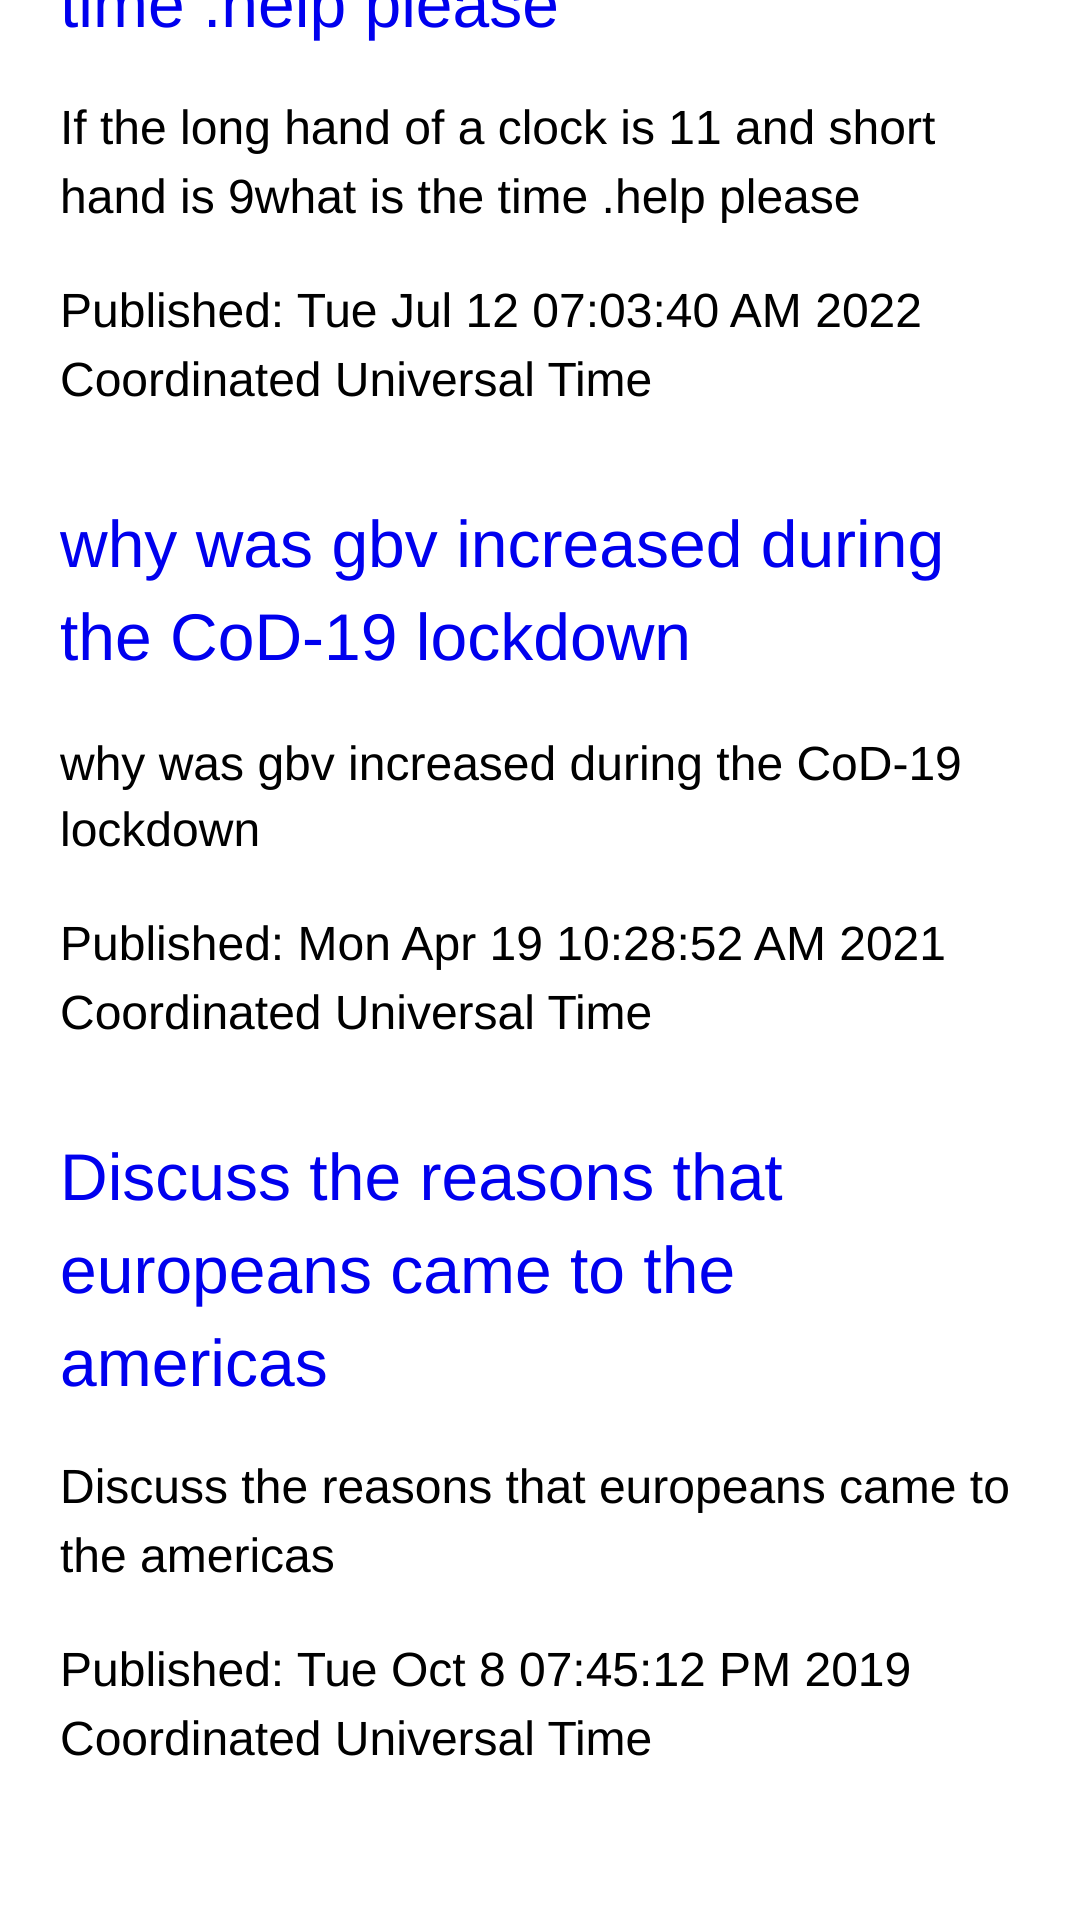 time .help please
If the long hand of a clock is 11 and short
hand is 9what is the time .help please
Published: Tue Jul 12 07:03:40 AM 2022
Coordinated Universal Time
why was gbv increased during
the CoD-19 lockdown
why was gbv increased during the CoD-19
lockdown
Published: Mon Apr 19 10:28:52 AM 2021
Coordinated Universal Time
Discuss the reasons that
europeans came to the
americas
Discuss the reasons that europeans came to
the americas
Published: Tue Oct 8 07:45:12 PM 2019
Coordinated Universal Time